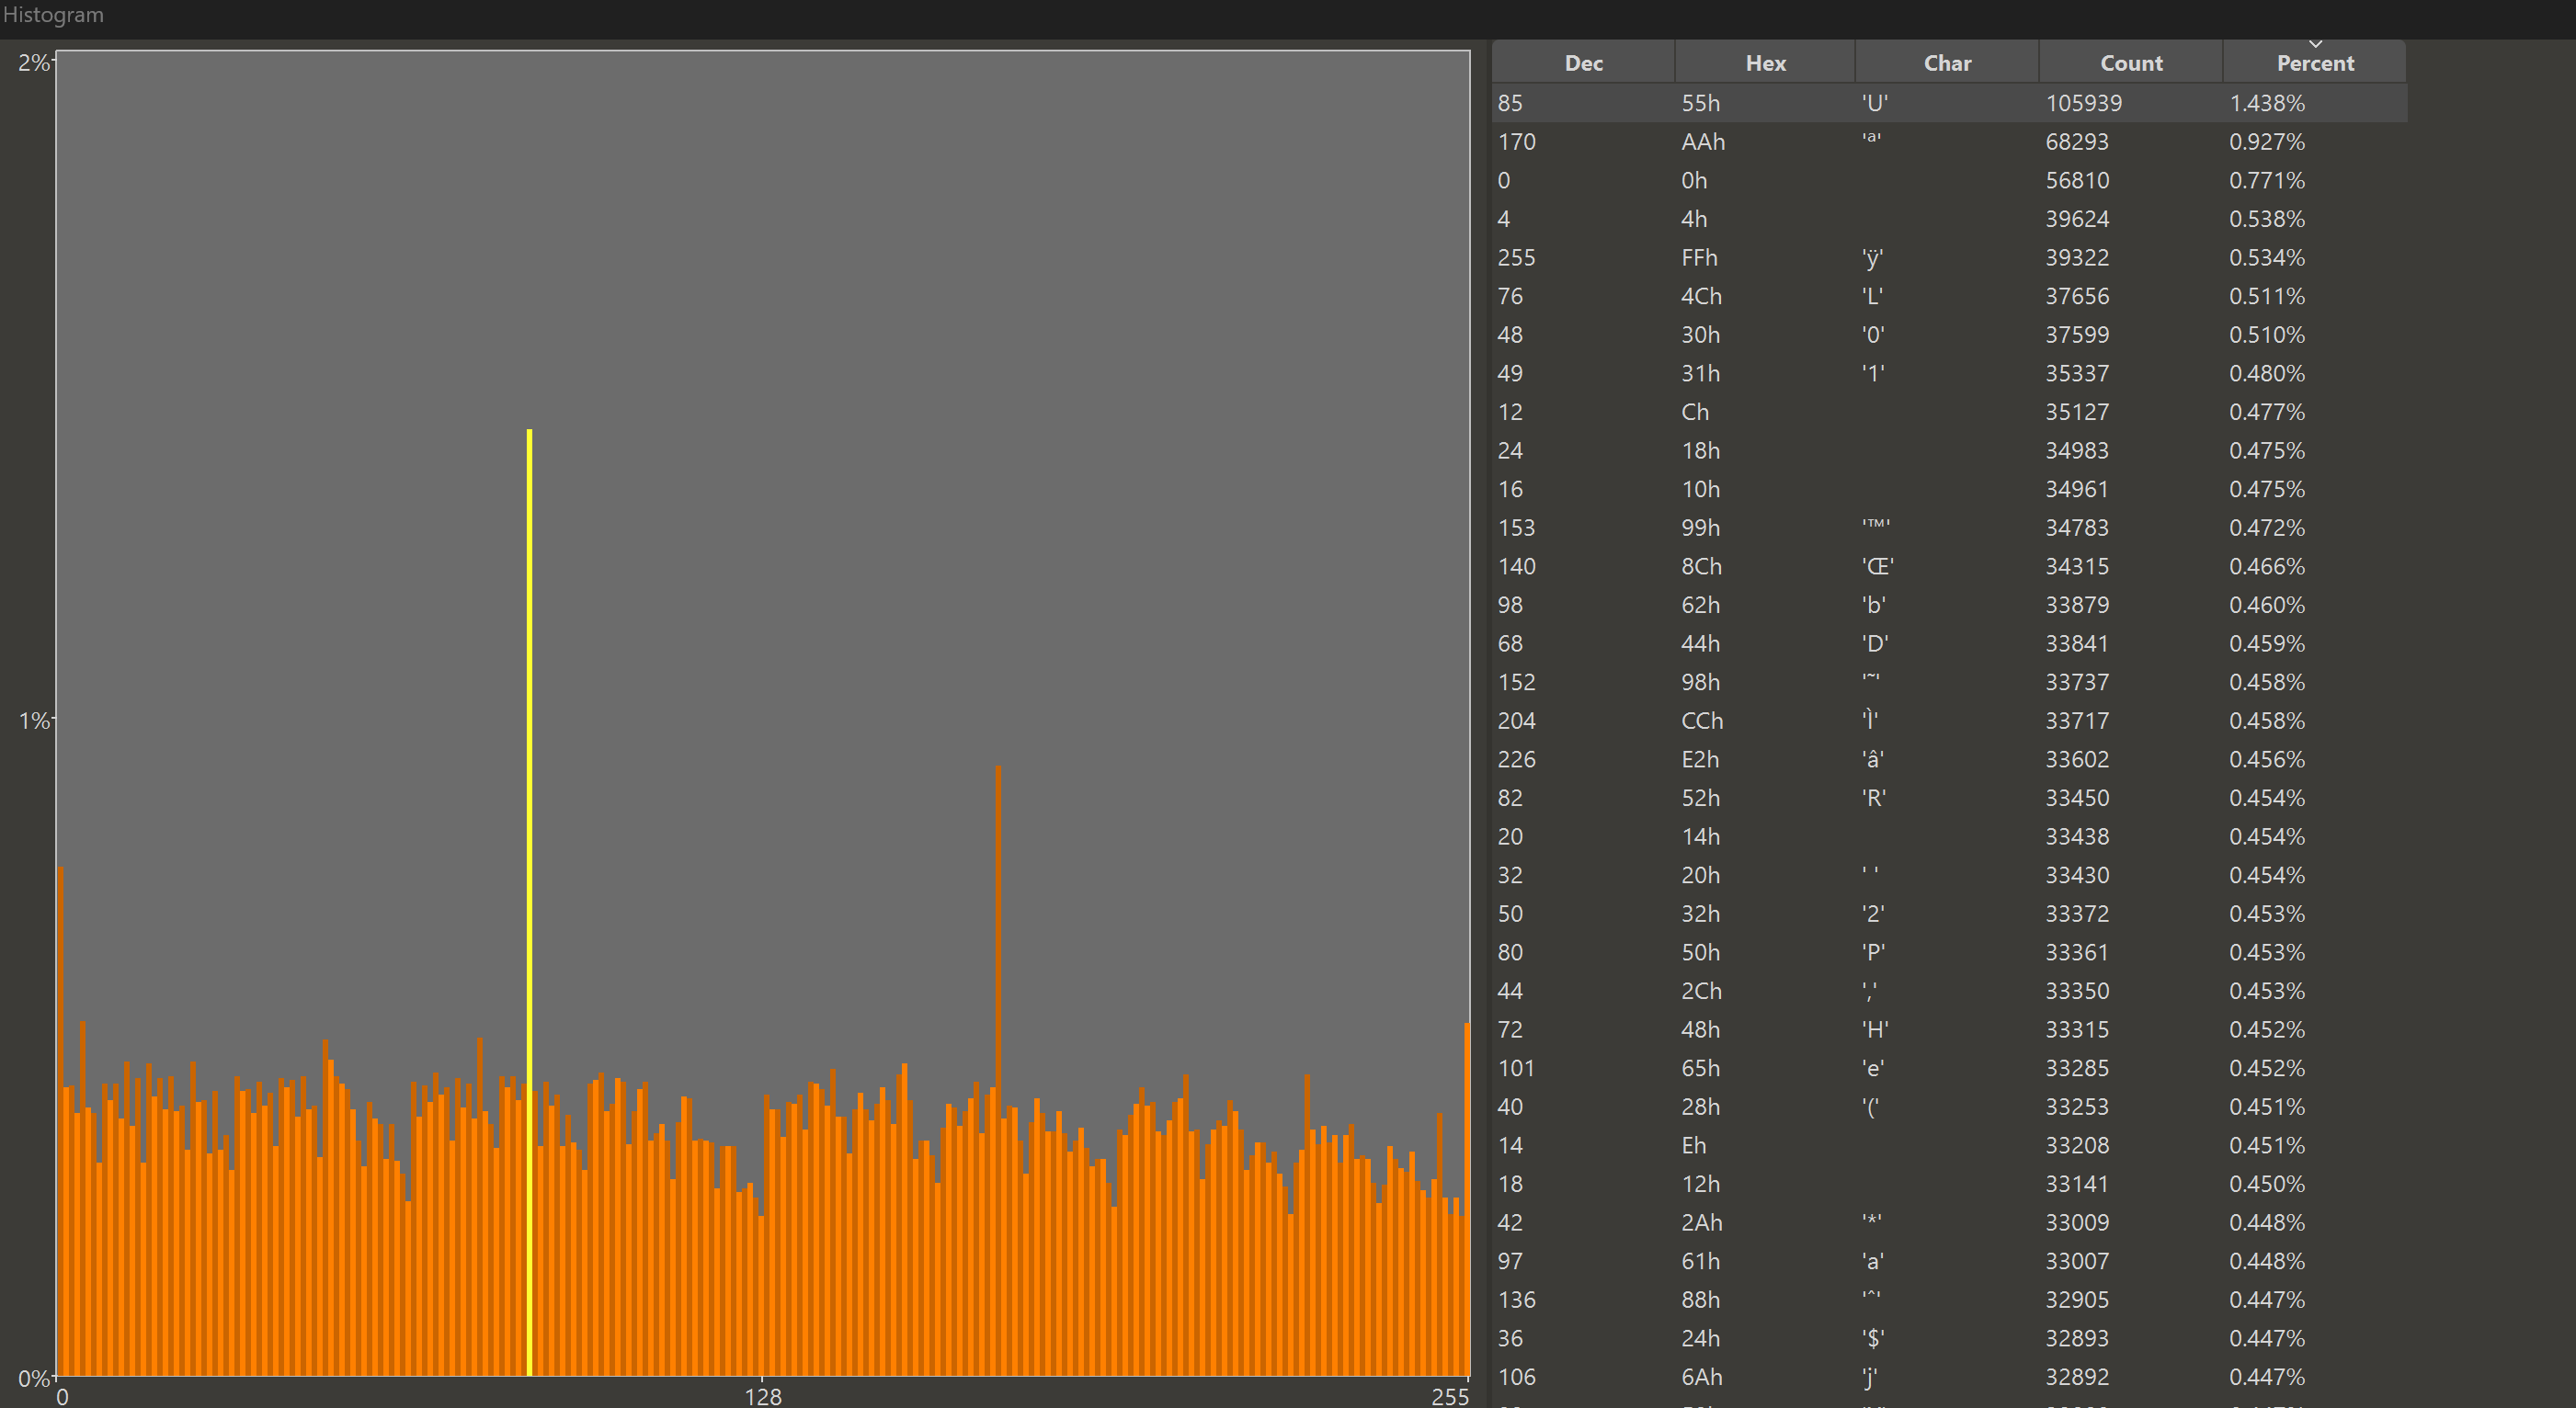 Histogram
2%
1%
0%
0 128 255
Dec Hex Char Count Percent
85 55h 'U' 105939 1.438%
170 AAh 'ª' 68293 0.927%
0 0h 56810 0.771%
4 4h 39624 0.538%
255 FFh 'ÿ' 39322 0.534%
76 4Ch 'L' 37656 0.511%
48 30h '0' 37599 0.510%
49 31h '1' 35337 0.480%
12 Ch 35127 0.477%
24 18h 34983 0.475%
16 10h 34961 0.475%
153 99h '™' 34783 0.472%
140 8Ch 'Œ' 34315 0.466%
98 62h 'b' 33879 0.460%
68 44h 'D' 33841 0.459%
152 98h '˜' 33737 0.458%
204 CCh 'Ì' 33717 0.458%
226 E2h 'â' 33602 0.456%
82 52h 'R' 33450 0.454%
20 14h 33438 0.454%
32 20h ' ' 33430 0.454%
50 32h '2' 33372 0.453%
80 50h 'P' 33361 0.453%
44 2Ch ',' 33350 0.453%
72 48h 'H' 33315 0.452%
101 65h 'e' 33285 0.452%
40 28h '(' 33253 0.451%
14 Eh 33208 0.451%
18 12h 33141 0.450%
42 2Ah '*' 33009 0.448%
97 61h 'a' 33007 0.448%
136 88h 'ˆ' 32905 0.447%
36 24h '$' 32893 0.447%
106 6Ah 'j' 32892 0.447%